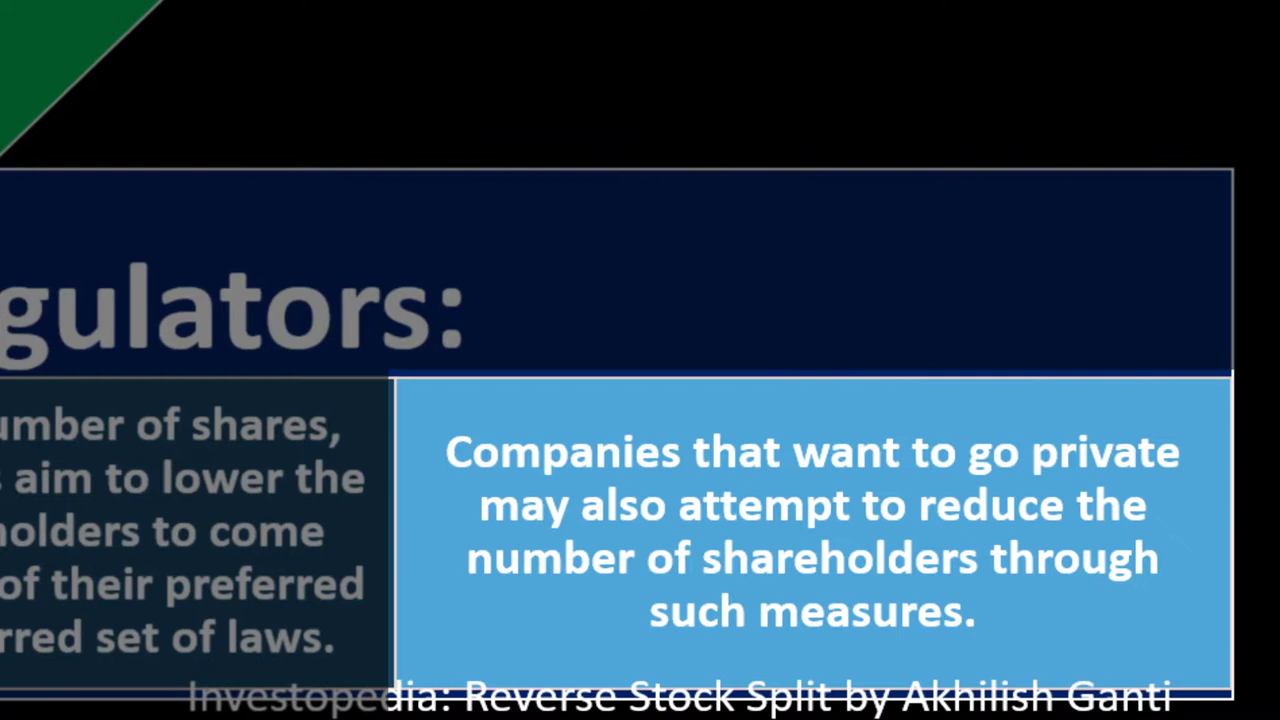 gulators:
umber of shares,
aim to lower the
holders to come
of their preferred
rred set of laws.
Companies that want to go private
may also attempt to reduce the
number of shareholders through
such measures.
Investopedia: Reverse Stock Split by Akhilish Ganti